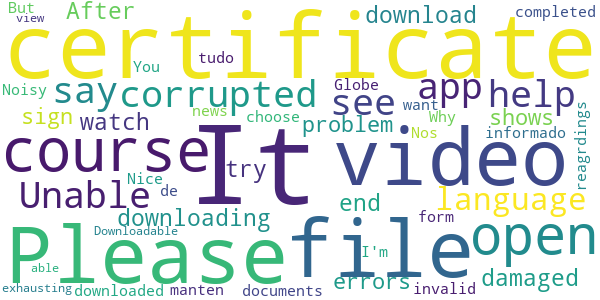 But
view
After
download
completed
certificate
You
tudo
say
corrupted
Globe
see
app
help
Noisy
sign
watch
news
choose
problem
want
Why
shows
Nos
informado
reagrdings
course
It
try
video
Unable
Nice
de
end
language
downloading
form
Please
file
open
Downloadable
I'm
able
errors
damaged
exhausting
downloaded
manten
documents
invalid